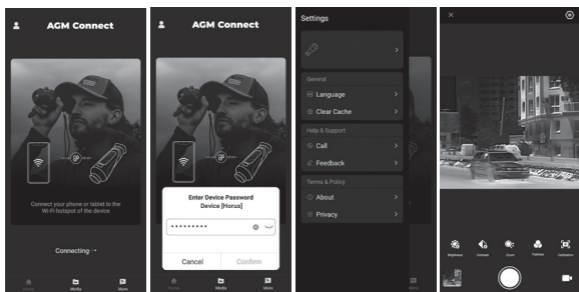 AGM Connect
Connect your phone or tablet to the
Wi-Fi hotspot of the device
Connecting
Home
Media
More
AGM Connect
Enter Device Password
Device [Horus]
•••••••••
Cancel
Confirm
Home
Media
More
Settings
General
Language
Clear Cache
Help & Support
Call
Feedback
Terms & Policy
About
Privacy
More
Brightness
Contrast
Zoom
Palettes
Calibration